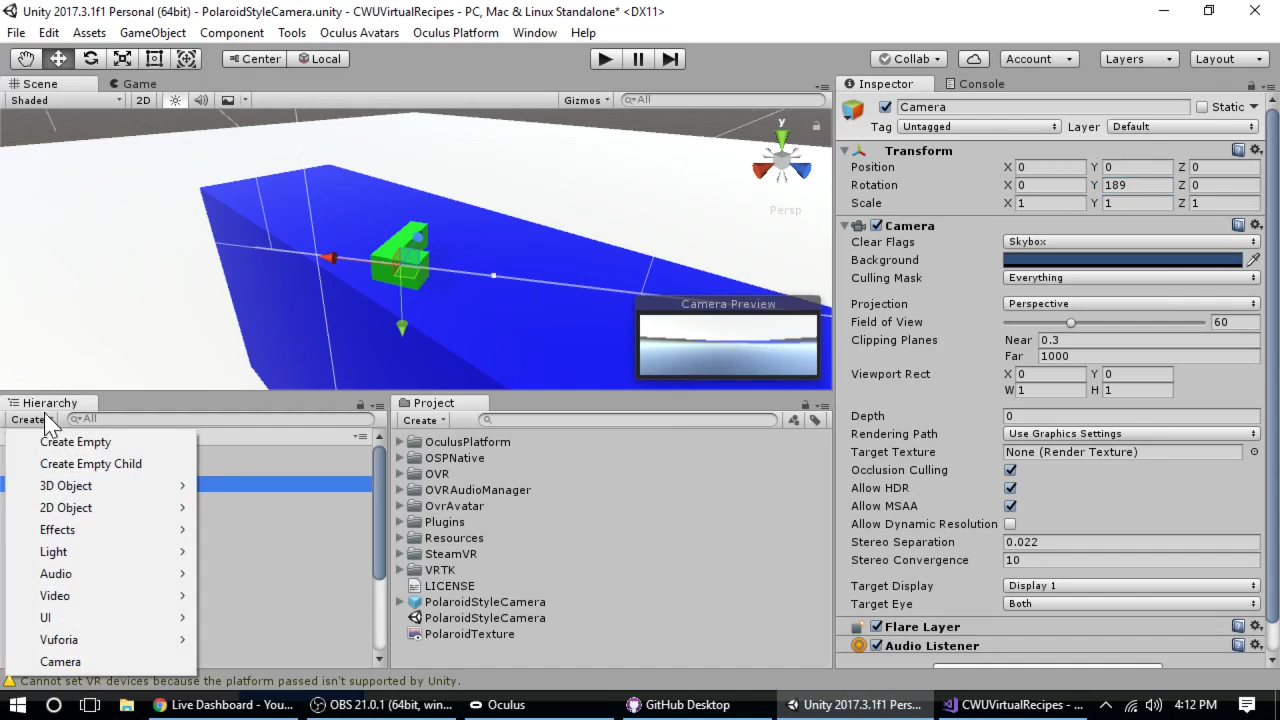 Unity 2017.3.1f1 Personal (64bit) - PolaroidStyleCamera.unity - CWUVirtualRecipes - PC, Mac & Linux Standalone* <DX11>
File Edit Assets GameObject Component Tools Oculus Avatars Oculus Platform Window Help
Center Local Collab Account Layers Layout
Scene Game
Shaded 2D Gizmos All
y
Persp
Camera Preview
Hierarchy
Create All
Create Empty
Create Empty Child
3D Object
2D Object
Effects
Light
Audio
Video
UI
Vuforia
Camera
Project
Create
OculusPlatform
OSPNative
OVR
OVRAudioManager
OvrAvatar
Plugins
Resources
SteamVR
VRTK
LICENSE
PolaroidStyleCamera
PolaroidStyleCamera
PolaroidTexture
Inspector Console
Camera Static
Tag Untagged Layer Default
Transform
Position X 0 Y 0 Z 0
Rotation X 0 Y 189 Z 0
Scale X 1 Y 1 Z 1
Camera
Clear Flags Skybox
Background
Culling Mask Everything
Projection Perspective
Field of View 60
Clipping Planes Near 0.3
Far 1000
Viewport Rect X 0 Y 0
W 1 H 1
Depth 0
Rendering Path Use Graphics Settings
Target Texture None (Render Texture)
Occlusion Culling
Allow HDR
Allow MSAA
Allow Dynamic Resolution
Stereo Separation 0.022
Stereo Convergence 10
Target Display Display 1
Target Eye Both
Flare Layer
Audio Listener
Cannot set VR devices because the platform passed isn't supported by Unity.
Live Dashboard - You... OBS 21.0.1 (64bit, win... Oculus GitHub Desktop Unity 2017.3.1f1 Pers... CWUVirtualRecipes - ... 4:12 PM